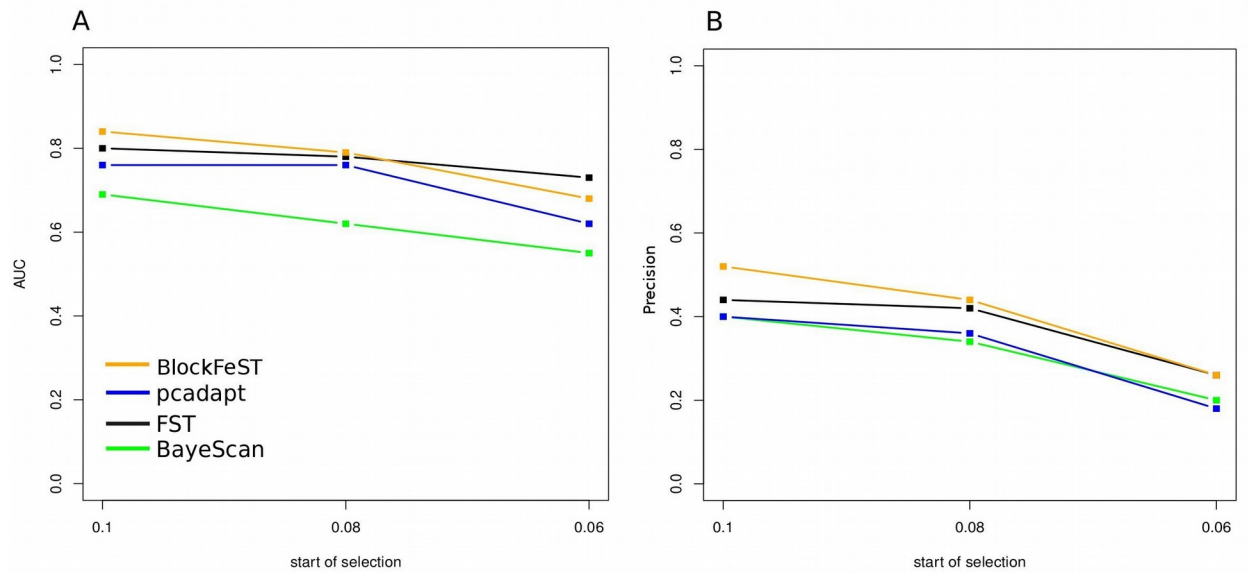 A
AUC
1.0
0.8
0.6
0.4
0.2
0.0
BlockFeST
pcadapt
FST
BayeScan
0.1
0.08
0.06
start of selection
B
Precision
1.0
0.8
0.6
0.4
0.2
0.0
0.1
0.08
0.06
start of selection